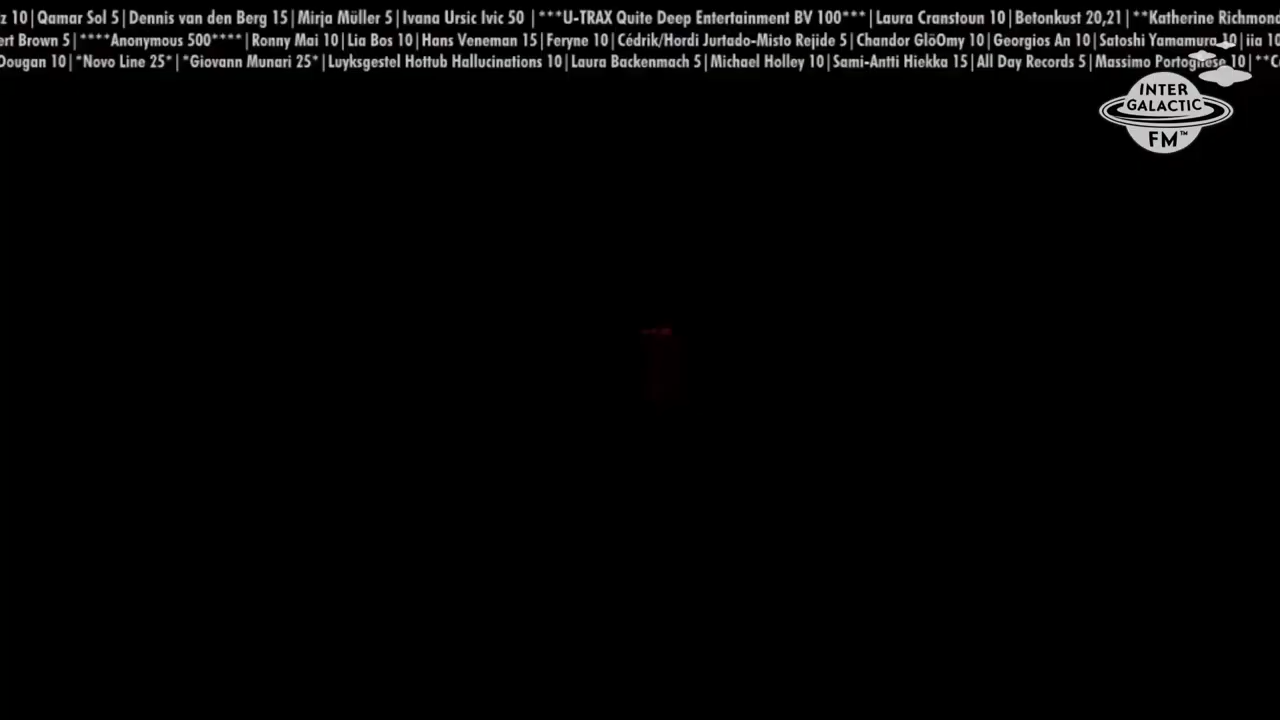 z 10 | Qamar Sol 5 | Dennis van den Berg 15 | Mirja Müller 5 | Ivana Ursic Ivic 50 | ***U-TRAX Quite Deep Entertainment BV 100*** | Laura Cranstoun 10 | Betonkust 20,21 | **Katherine Richmond
ert Brown 5 | ****Anonymous 500**** | Ronny Mai 10 | Lia Bos 10 | Hans Veneman 15 | Feryne 10 | Cédrik/Hordi Jurtado-Misto Rejide 5 | Chandor GlöOmy 10 | Georgios An 10 | Satoshi Yamamura 10 | iia 10
Dougan 10 | *Novo Line 25* | *Giovann Munari 25* | Luyksgestel Hottub Hallucinations 10 | Laura Backenmach 5 | Michael Holley 10 | Sami-Antti Hiekka 15 | All Day Records 5 | Massimo Portoghese 10 | **C
INTER
GALACTIC
FM™